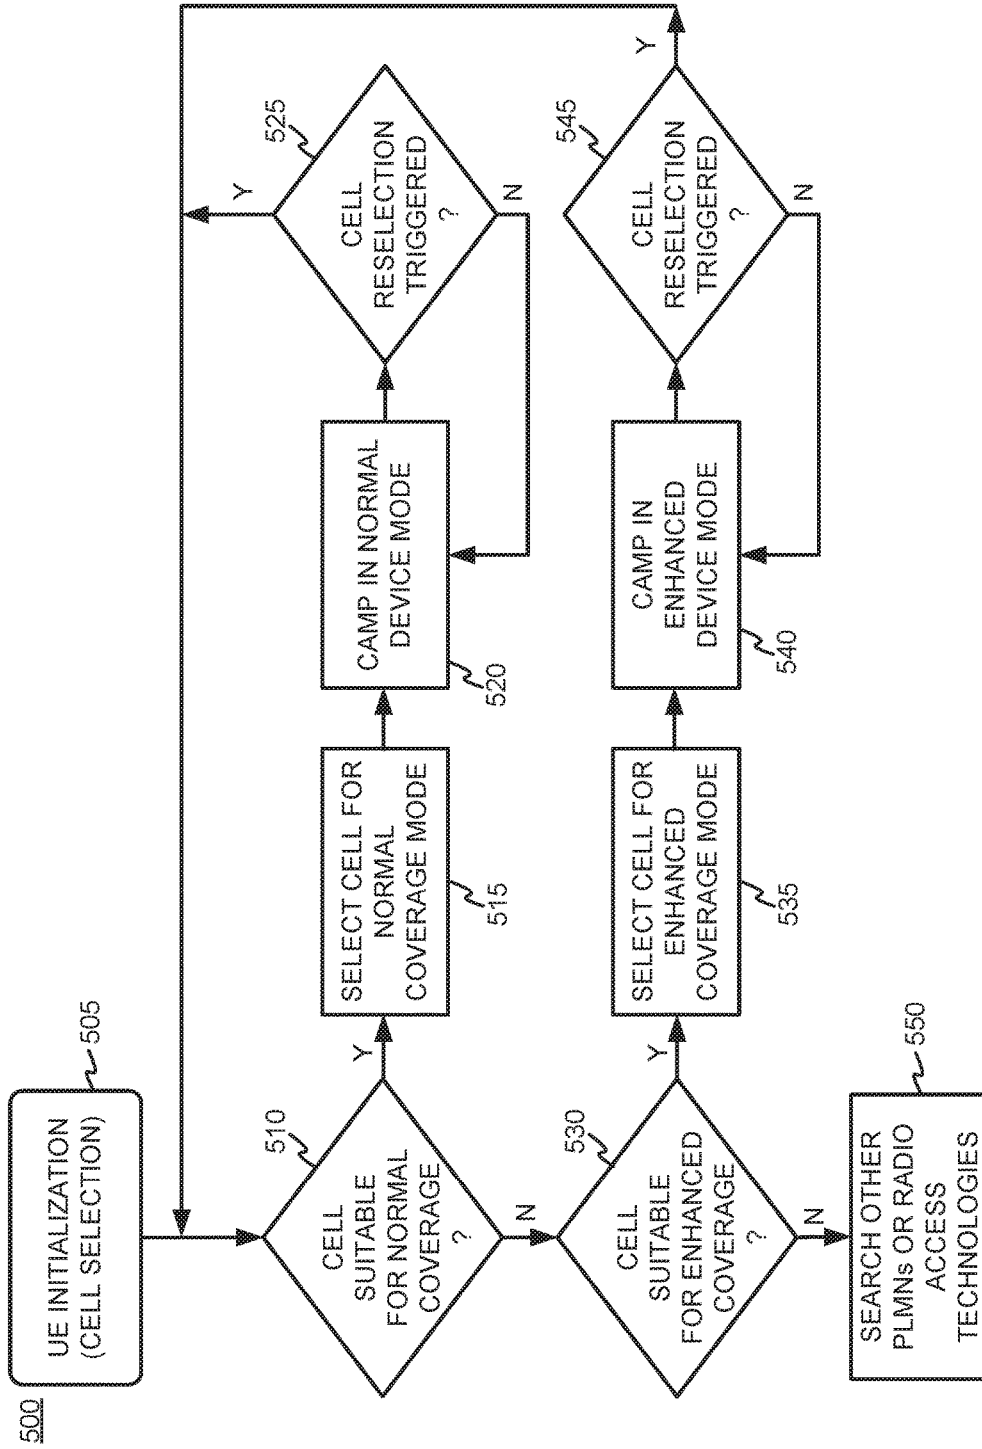 500
UE INITIALIZATION
(CELL SELECTION)
505
CELL
SUITABLE
FOR NORMAL
COVERAGE
?
510
Y
N
SELECT CELL FOR
NORMAL
COVERAGE MODE
515
CAMP IN NORMAL
DEVICE MODE
520
CELL
RESELECTION
TRIGGERED
?
525
Y
N
CELL
SUITABLE
FOR ENHANCED
COVERAGE
?
530
Y
N
SELECT CELL FOR
ENHANCED
COVERAGE MODE
535
CAMP IN
ENHANCED
DEVICE MODE
540
CELL
RESELECTION
TRIGGERED
?
545
Y
N
SEARCH OTHER
PLMNs OR RADIO
ACCESS
TECHNOLOGIES
550